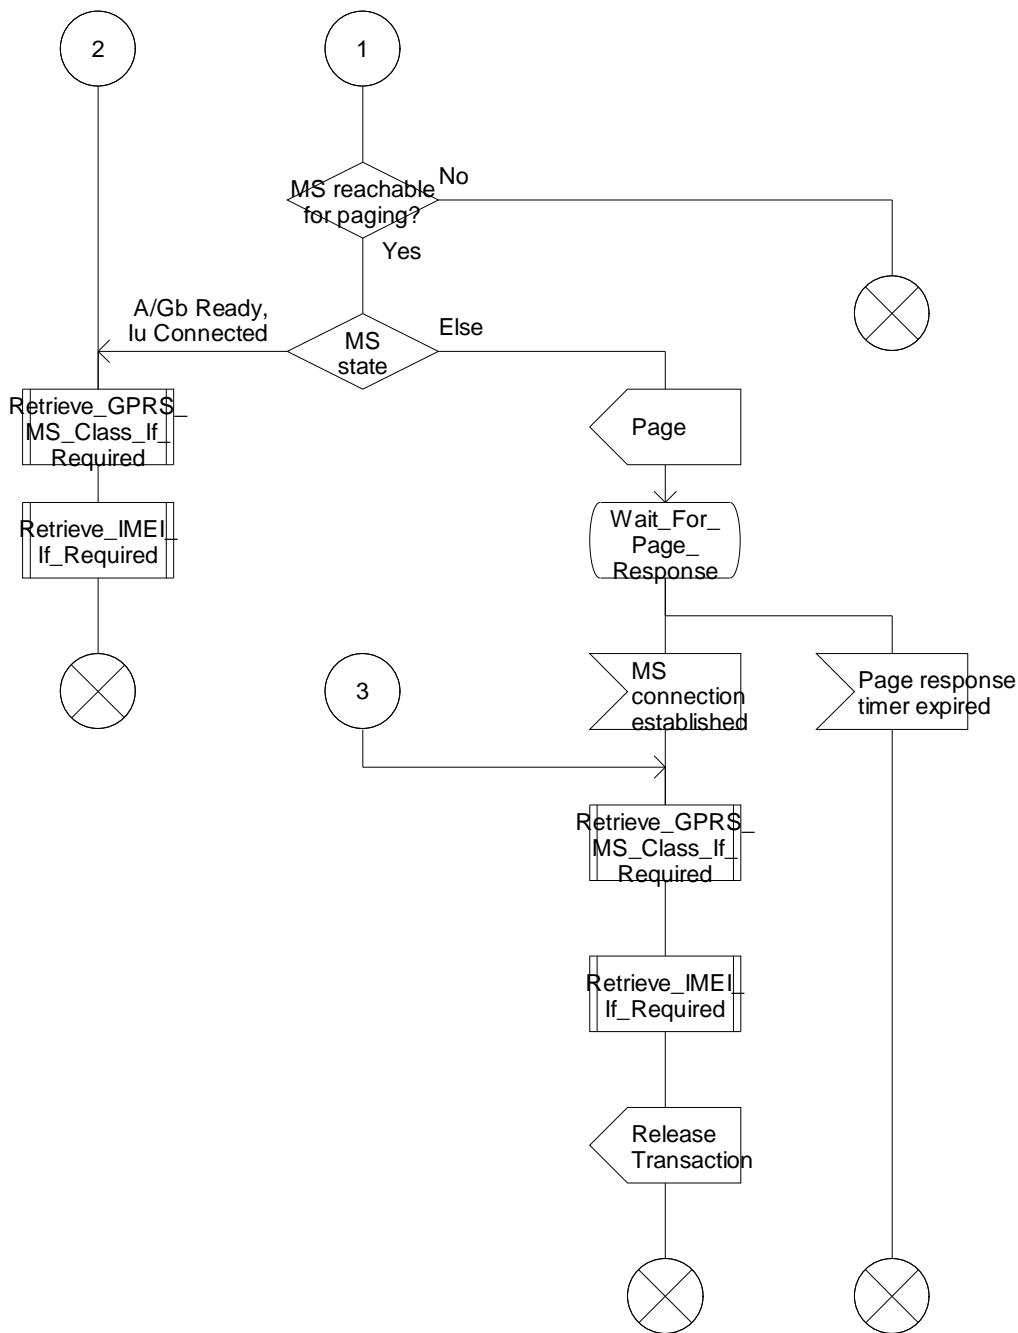 2
1
MS reachable
for paging?
No
Yes
A/Gb Ready,
Iu Connected
MS
state
Else
Retrieve_GPRS_
MS_Class_If_
Required
Page
Retrieve_IMEI_
If_Required
Wait_For_
Page_
Response
3
MS
connection
established
Page response
timer expired
Retrieve_GPRS_
MS_Class_If_
Required
Retrieve_IMEI_
If_Required
Release
Transaction